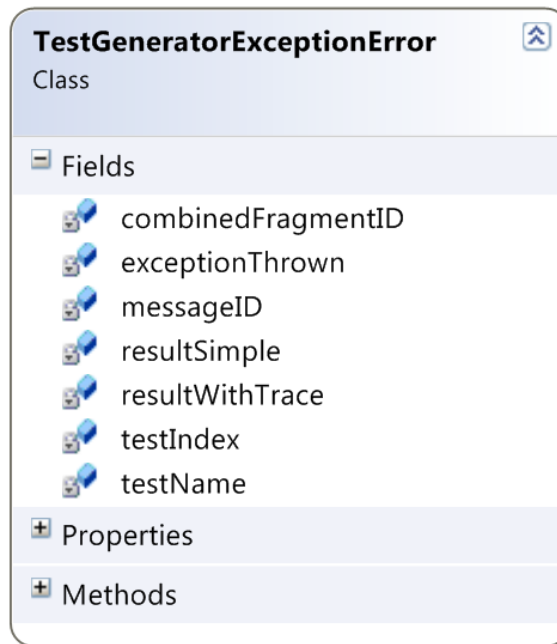 TestGeneratorExceptionError
Class
Fields
combinedFragmentID
exceptionThrown
messageID
resultSimple
resultWithTrace
testIndex
testName
Properties
Methods